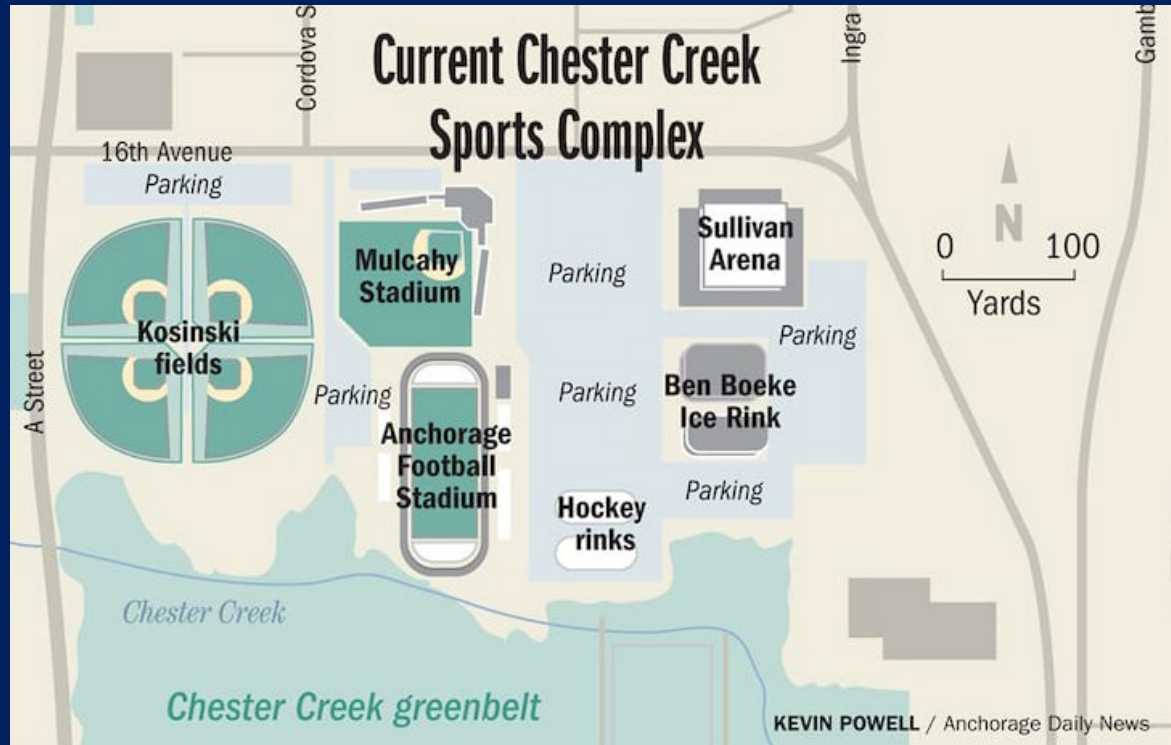 Current Chester Creek
Sports Complex
Cordova S
Ingra
Gamb
16th Avenue
Parking
N
0 100
Yards
Mulcahy
Stadium
Parking
Sullivan
Arena
Kosinski
fields
Parking
A Street
Parking
Parking
Ben Boeke
Ice Rink
Anchorage
Football
Stadium
Parking
Hockey
rinks
Chester Creek
Chester Creek greenbelt
KEVIN POWELL / Anchorage Daily News